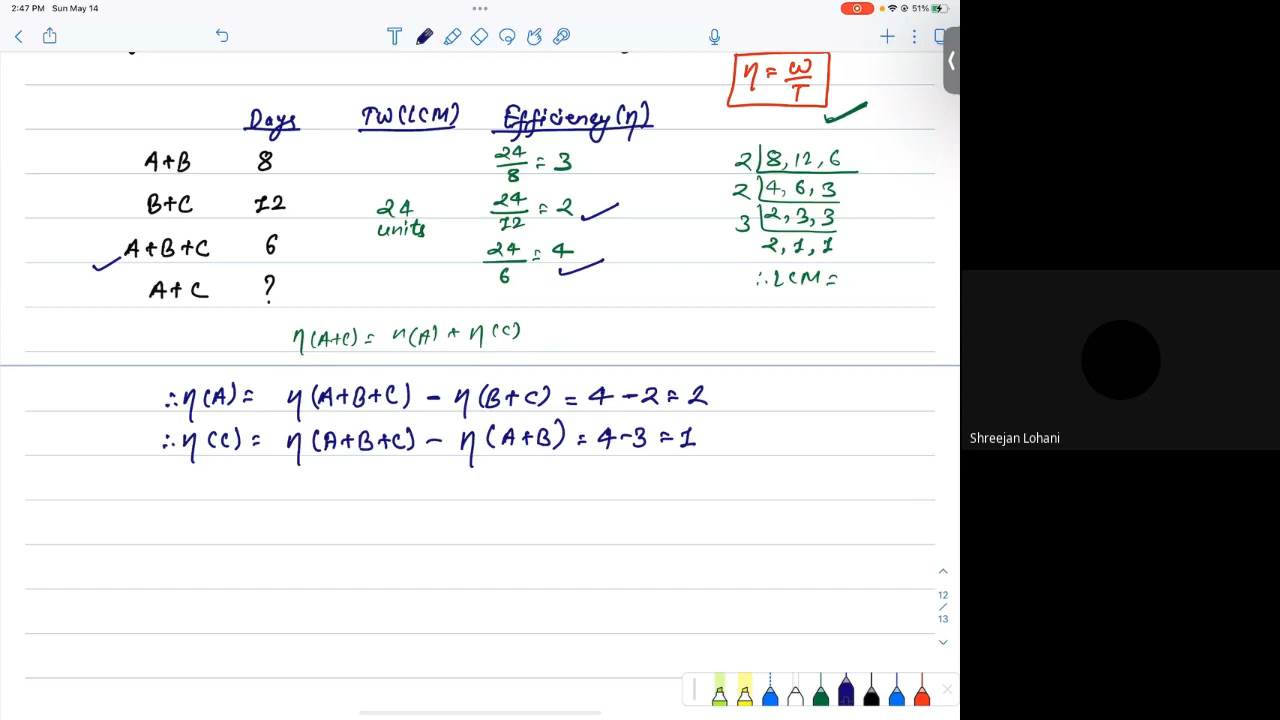 2:47 PM Sun May 14
51%
η = w/T
Days TW(LCM) Efficiency(η)
A+B 8 24/8 = 3
B+C 12 24 units 24/12 = 2
A+B+C 6 24/6 = 4
A+C ?
2 | 8, 12, 6
2 | 4, 6, 3
3 | 2, 3, 3
2, 1, 1
∴ LCM =
η(A+C) = η(A) + η(C)
∴ η(A) = η(A+B+C) - η(B+C) = 4 - 2 = 2
∴ η(C) = η(A+B+C) - η(A+B) = 4 - 3 = 1
12
/
13
Shreejan Lohani